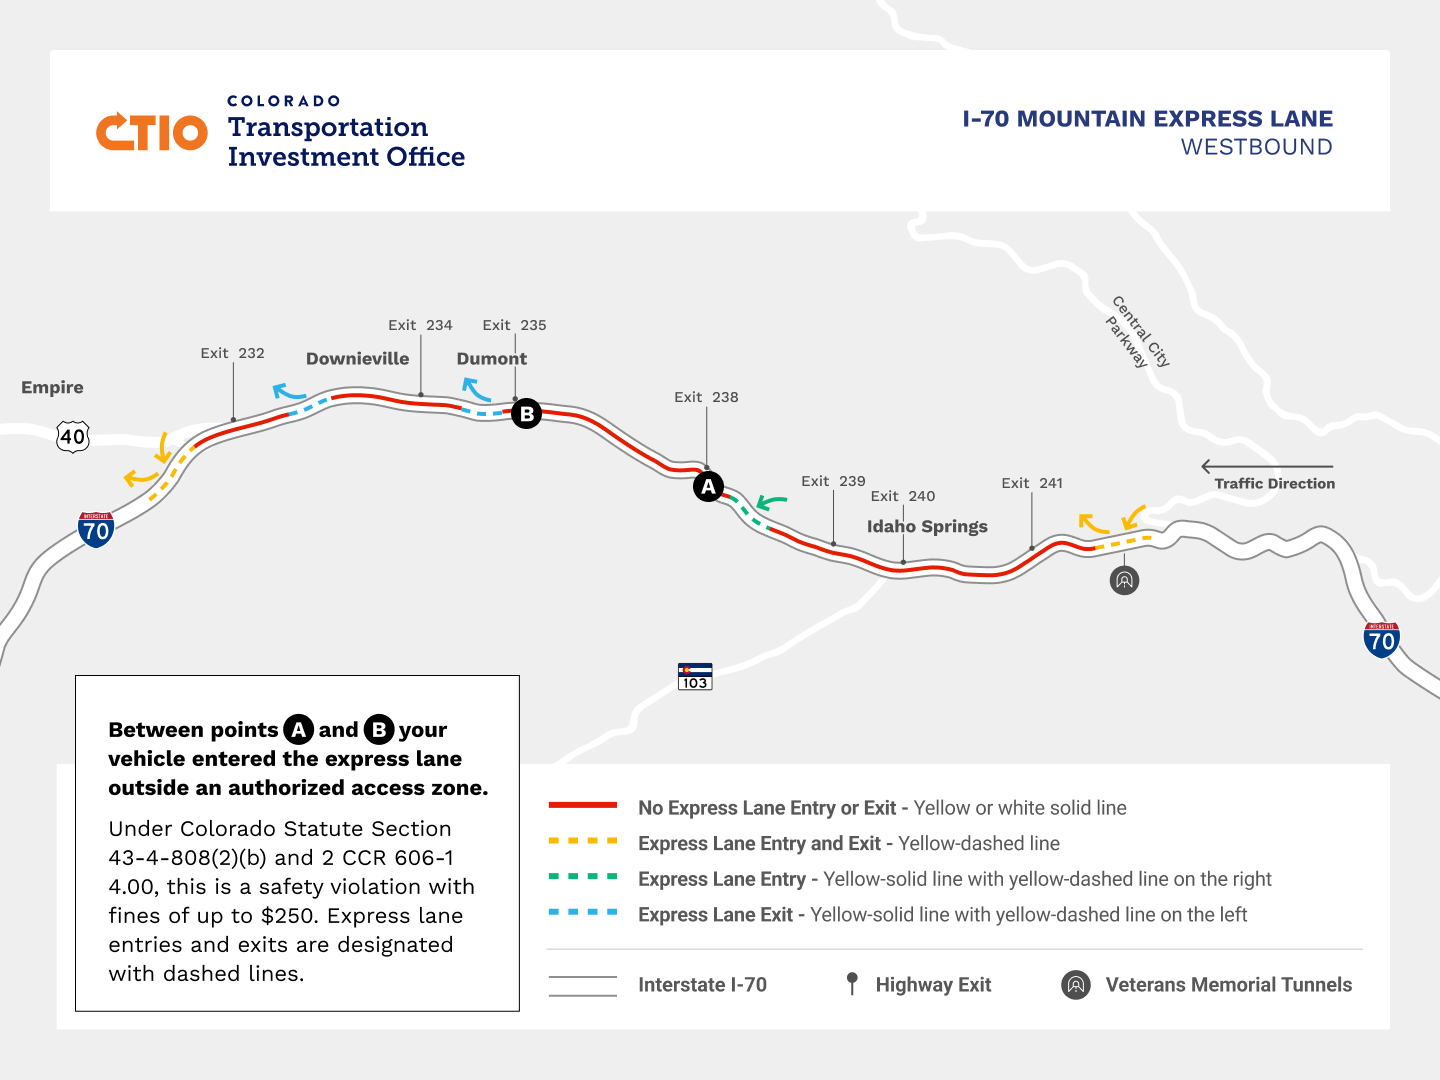 CTIO
COLORADO
Transportation
Investment Office
I-70 MOUNTAIN EXPRESS LANE
WESTBOUND
Central City
Parkway
Exit 234
Exit 235
Exit 232
Downieville
Dumont
Empire
Exit 238
40
B
A
Exit 239
Exit 240
Exit 241
Idaho Springs
Traffic Direction
INTERSTATE
70
INTERSTATE
70
103
Between points A and B your
vehicle entered the express lane
outside an authorized access zone.
Under Colorado Statute Section
43-4-808(2)(b) and 2 CCR 606-1
4.00, this is a safety violation with
fines of up to $250. Express lane
entries and exits are designated
with dashed lines.
No Express Lane Entry or Exit - Yellow or white solid line
Express Lane Entry and Exit - Yellow-dashed line
Express Lane Entry - Yellow-solid line with yellow-dashed line on the right
Express Lane Exit - Yellow-solid line with yellow-dashed line on the left
Interstate I-70
Highway Exit
Veterans Memorial Tunnels